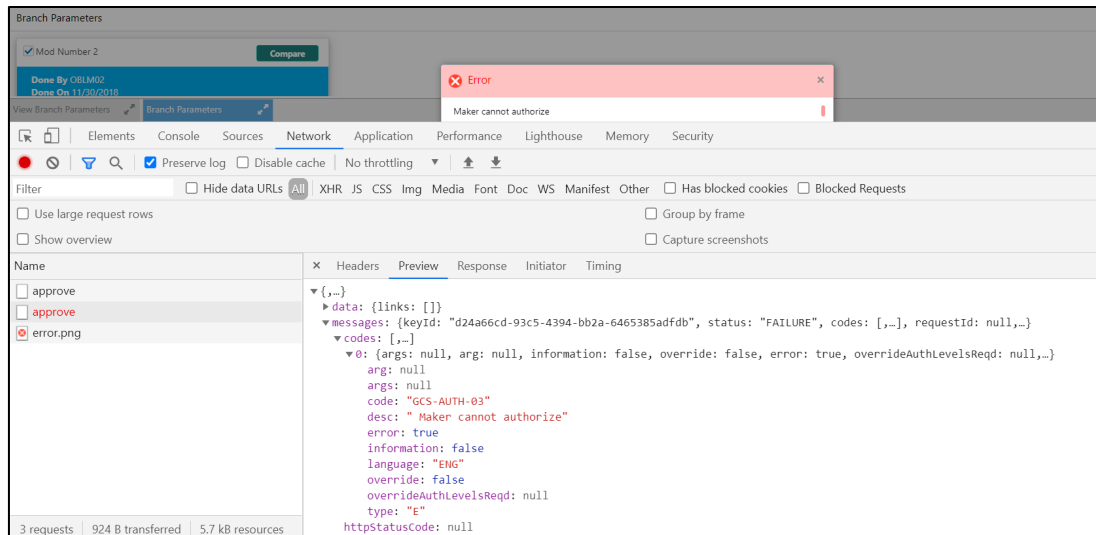 Branch Parameters
Mod Number 2
Compare
Done By OBLM02
Done On 11/30/2018
Error
×
Maker cannot authorize
View Branch Parameters
Branch Parameters
Elements Console Sources Network Application Performance Lighthouse Memory Security
Preserve log Disable cache No throttling ▼
Filter Hide data URLs All XHR JS CSS Img Media Font Doc WS Manifest Other Has blocked cookies Blocked Requests
Use large request rows Group by frame
Show overview Capture screenshots
Name
approve
approve
error.png
3 requests 924 B transferred 5.7 kB resources
× Headers Preview Response Initiator Timing
▼{,…}
▶data: {links: []}
▼messages: {keyId: "d24a66cd-93c5-4394-bb2a-6465385adfdb", status: "FAILURE", codes: [,…], requestId: null,…}
▼codes: [,…]
▼0: {args: null, arg: null, information: false, override: false, error: true, overrideAuthLevelsReqd: null,…}
arg: null
args: null
code: "GCS-AUTH-03"
desc: " Maker cannot authorize"
error: true
information: false
language: "ENG"
override: false
overrideAuthLevelsReqd: null
type: "E"
httpStatusCode: null